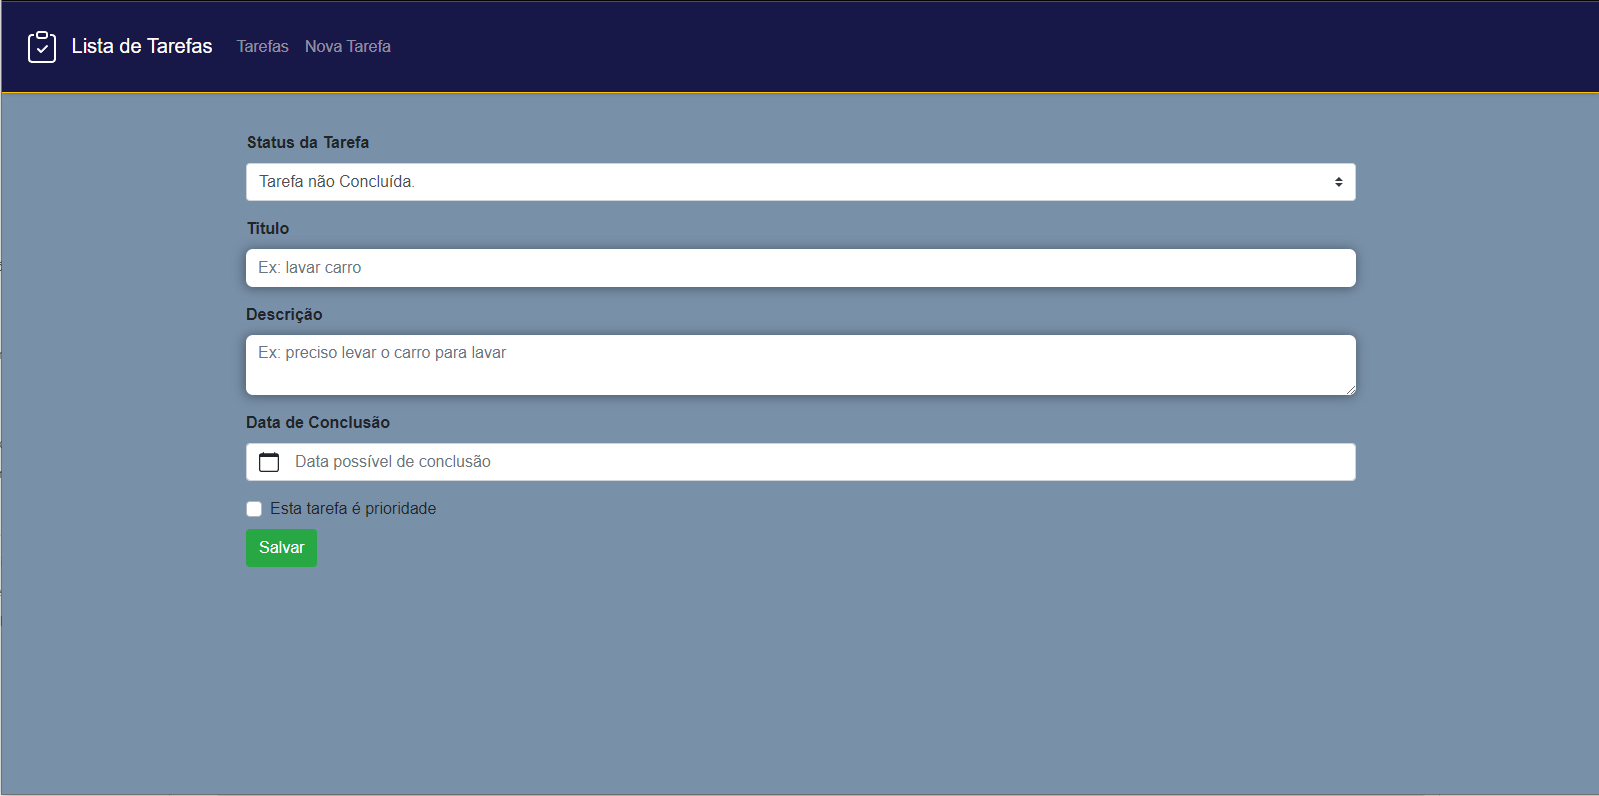 Lista de Tarefas Tarefas Nova Tarefa
Status da Tarefa
Tarefa não Concluída.
Titulo
Ex: lavar carro
Descrição
Ex: preciso levar o carro para lavar
Data de Conclusão
Data possível de conclusão
Esta tarefa é prioridade
Salvar